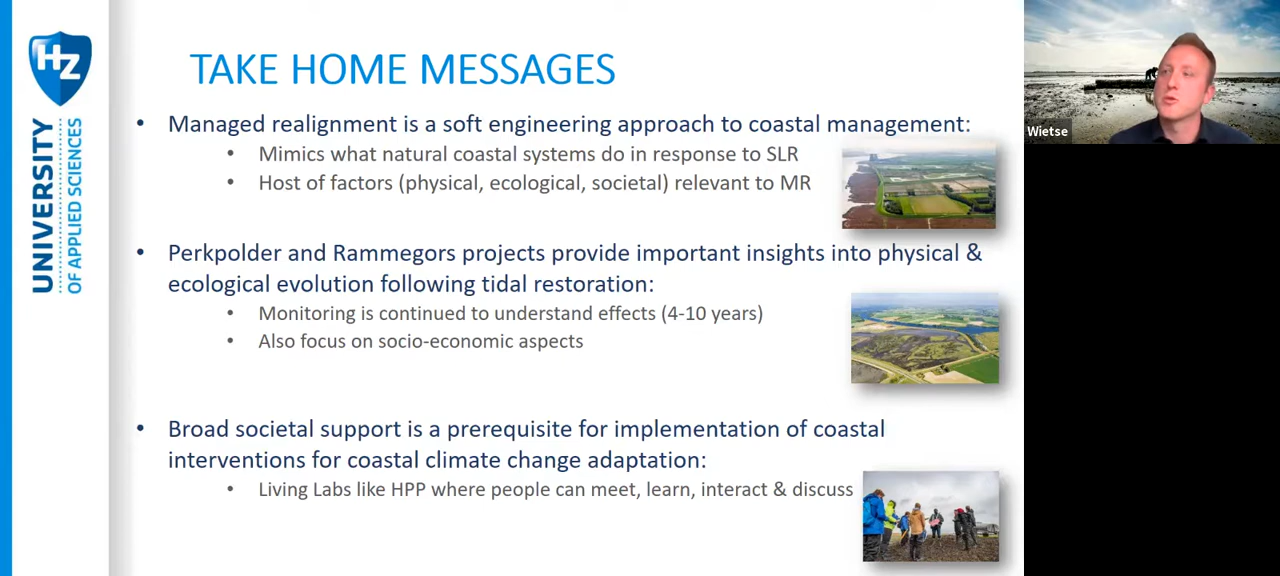 HZ
UNIVERSITY
OF APPLIED SCIENCES
TAKE HOME MESSAGES
• Managed realignment is a soft engineering approach to coastal management:
• Mimics what natural coastal systems do in response to SLR
• Host of factors (physical, ecological, societal) relevant to MR
• Perkpolder and Rammegors projects provide important insights into physical &
ecological evolution following tidal restoration:
• Monitoring is continued to understand effects (4-10 years)
• Also focus on socio-economic aspects
• Broad societal support is a prerequisite for implementation of coastal
interventions for coastal climate change adaptation:
• Living Labs like HPP where people can meet, learn, interact & discuss
Wietse